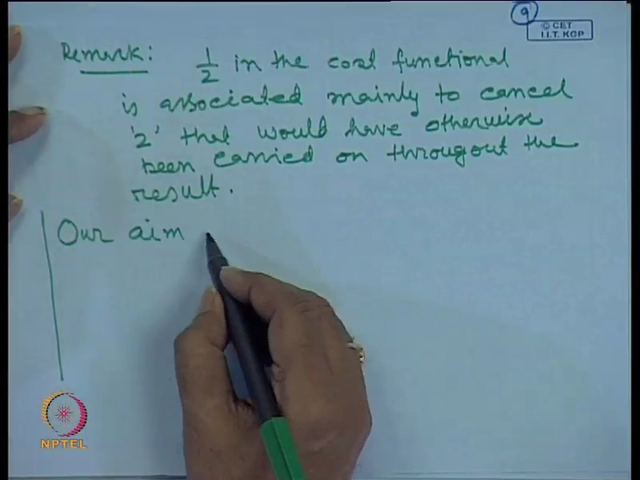 9
© CET
I.I.T. KGP
Remark: 1/2 in the cost functional
is associated mainly to cancel
'2' that would have otherwise
been carried on througout the
result.
Our aim
NPTEL